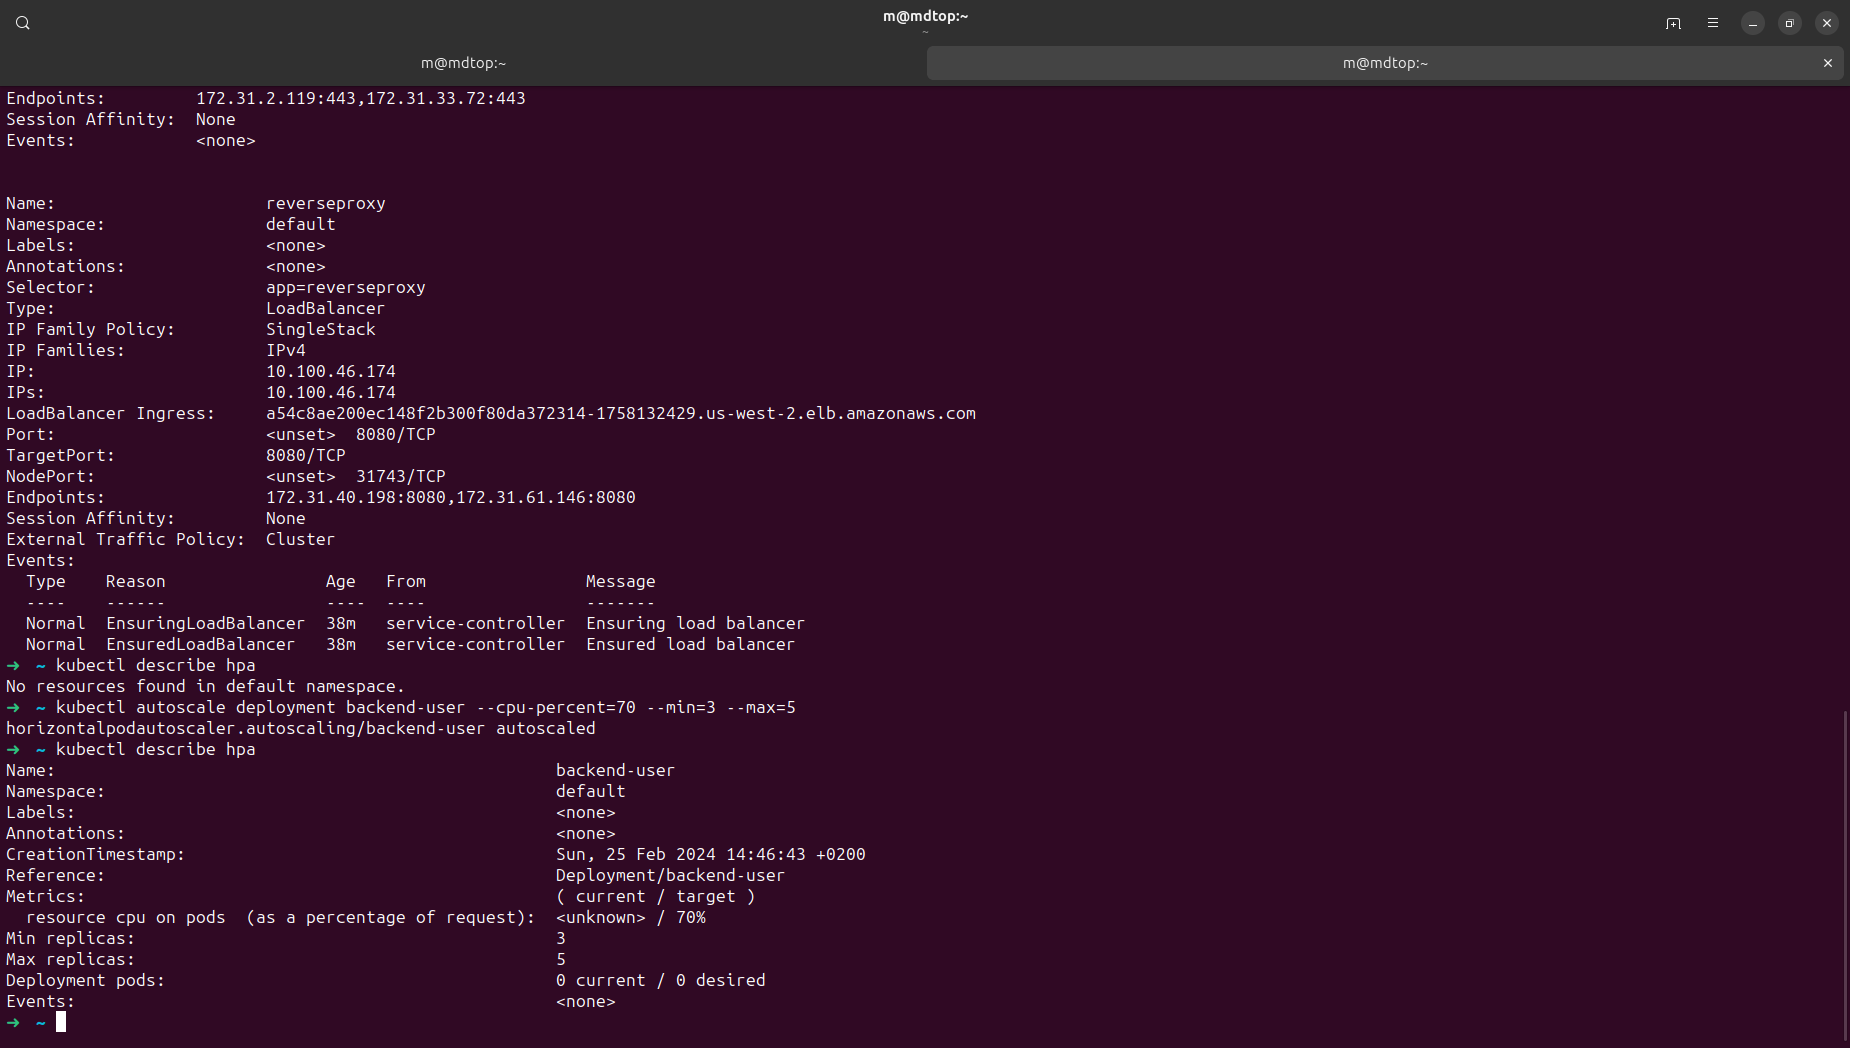 m@mdtop:~
~
m@mdtop:~
m@mdtop:~
Endpoints:         172.31.2.119:443,172.31.33.72:443
Session Affinity:  None
Events:            <none>
Name:                     reverseproxy
Namespace:                default
Labels:                   <none>
Annotations:              <none>
Selector:                 app=reverseproxy
Type:                     LoadBalancer
IP Family Policy:         SingleStack
IP Families:              IPv4
IP:                       10.100.46.174
IPs:                      10.100.46.174
LoadBalancer Ingress:     a54c8ae200ec148f2b300f80da372314-1758132429.us-west-2.elb.amazonaws.com
Port:                     <unset>  8080/TCP
TargetPort:               8080/TCP
NodePort:                 <unset>  31743/TCP
Endpoints:                172.31.40.198:8080,172.31.61.146:8080
Session Affinity:         None
External Traffic Policy:  Cluster
Events:
  Type    Reason                Age   From                Message
  ----    ------                ----  ----                -------
  Normal  EnsuringLoadBalancer  38m   service-controller  Ensuring load balancer
  Normal  EnsuredLoadBalancer   38m   service-controller  Ensured load balancer
➜  ~ kubectl describe hpa
No resources found in default namespace.
➜  ~ kubectl autoscale deployment backend-user --cpu-percent=70 --min=3 --max=5
horizontalpodautoscaler.autoscaling/backend-user autoscaled
➜  ~ kubectl describe hpa
Name:                                                  backend-user
Namespace:                                             default
Labels:                                                <none>
Annotations:                                           <none>
CreationTimestamp:                                     Sun, 25 Feb 2024 14:46:43 +0200
Reference:                                             Deployment/backend-user
Metrics:                                               ( current / target )
  resource cpu on pods  (as a percentage of request):  <unknown> / 70%
Min replicas:                                          3
Max replicas:                                          5
Deployment pods:                                       0 current / 0 desired
Events:                                                <none>
➜  ~